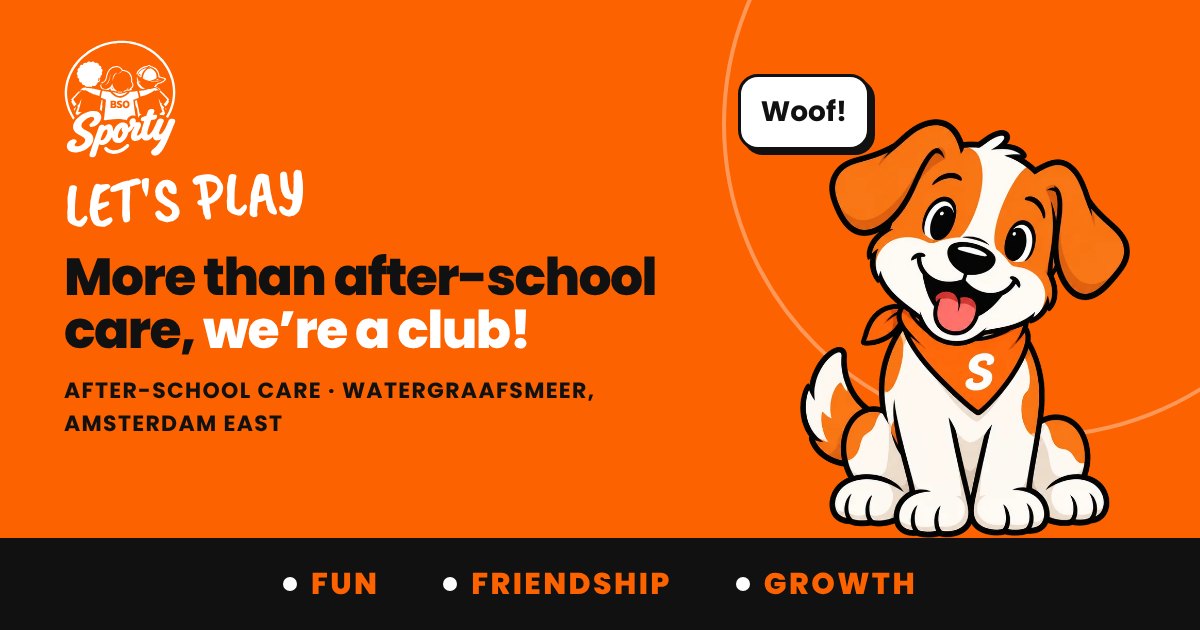 BSO
Sporty
LET'S PLAY
More than after-school
care, we’re a club!
AFTER-SCHOOL CARE · WATERGRAAFSMEER,
AMSTERDAM EAST
Woof!
S
FUN
FRIENDSHIP
GROWTH